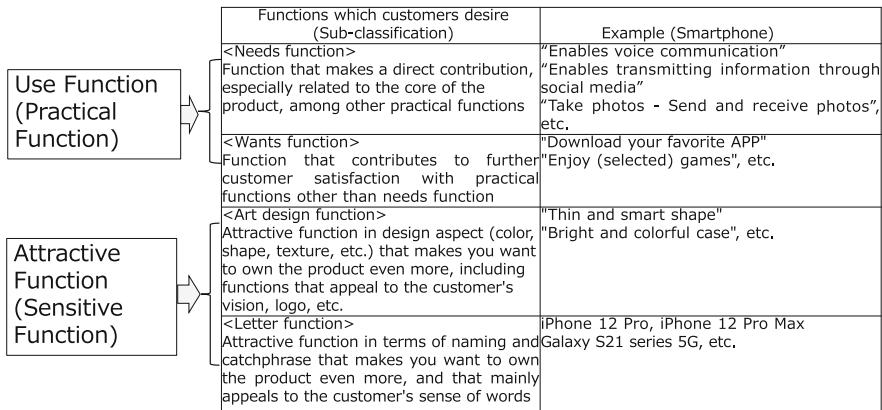 Functions which customers desire
(Sub-classification)
Example (Smartphone)
Use Function
(Practical
Function)
<Needs function>
Function that makes a direct contribution,
especially related to the core of the
product, among other practical functions
“Enables voice communication”
“Enables transmitting information through
social media”
“Take photos - Send and receive photos”,
etc.
<Wants function>
Function that contributes to further
customer satisfaction with practical
functions other than needs function
"Download your favorite APP"
"Enjoy (selected) games", etc.
Attractive
Function
(Sensitive
Function)
<Art design function>
Attractive function in design aspect (color,
shape, texture, etc.) that makes you want
to own the product even more, including
functions that appeal to the customer's
vision, logo, etc.
"Thin and smart shape"
"Bright and colorful case", etc.
<Letter function>
Attractive function in terms of naming and
catchphrase that makes you want to own
the product even more, and that mainly
appeals to the customer's sense of words
iPhone 12 Pro, iPhone 12 Pro Max
Galaxy S21 series 5G, etc.